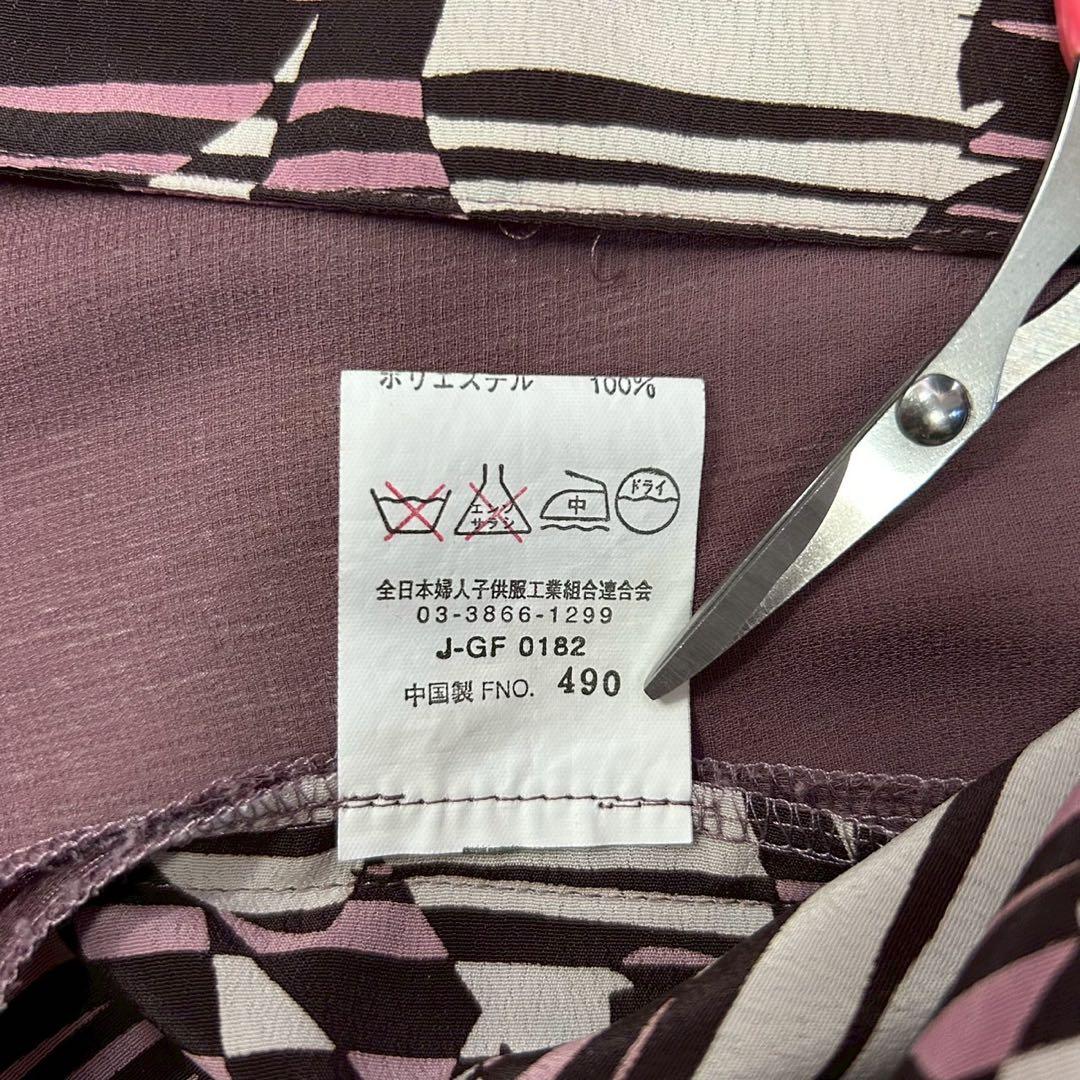 ポリエステル 100%
エンソ
サラシ
中
ドライ
全日本婦人子供服工業組合連合会
03-3866-1299
J-GF 0182
中国製 FNO. 490